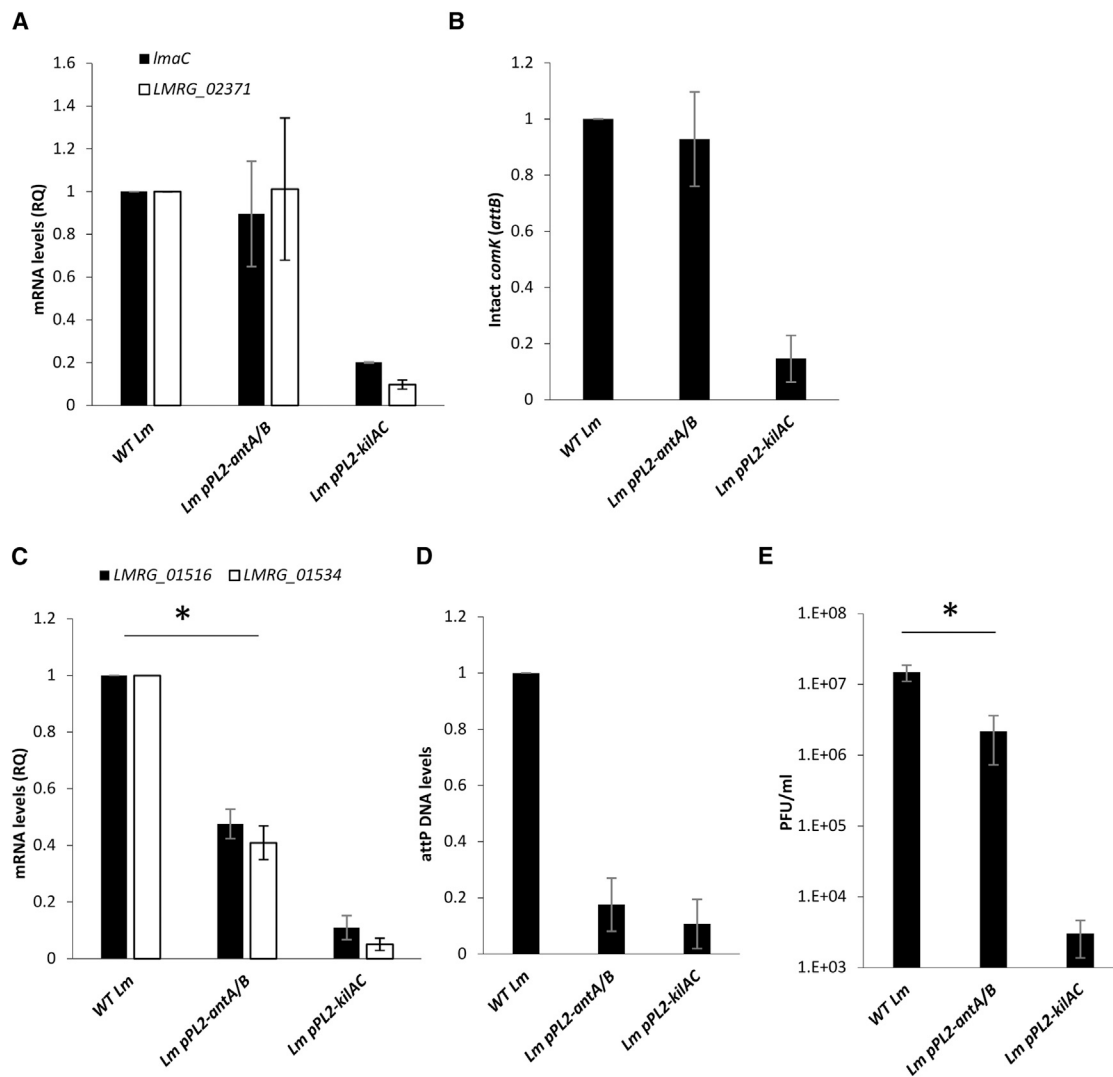 A
lmaC
LMRG_02371
mRNA levels (RQ)
1.6
1.4
1.2
1
0.8
0.6
0.4
0.2
0
WT Lm
Lm pPL2-antA/B
Lm pPL2-kilAC
B
Intact comK (attB)
1.2
1
0.8
0.6
0.4
0.2
0
WT Lm
Lm pPL2-antA/B
Lm pPL2-kilAC
C
LMRG_01516 LMRG_01534
mRNA levels (RQ)
1.2
1
0.8
0.6
0.4
0.2
0
*
WT Lm
Lm pPL2-antA/B
Lm pPL2-kilAC
D
attP DNA levels
1.2
1
0.8
0.6
0.4
0.2
0
WT Lm
Lm pPL2-antA/B
Lm pPL2-kilAC
E
PFU/ml
1.E+08
1.E+07
1.E+06
1.E+05
1.E+04
1.E+03
*
WT Lm
Lm pPL2-antA/B
Lm pPL2-kilAC